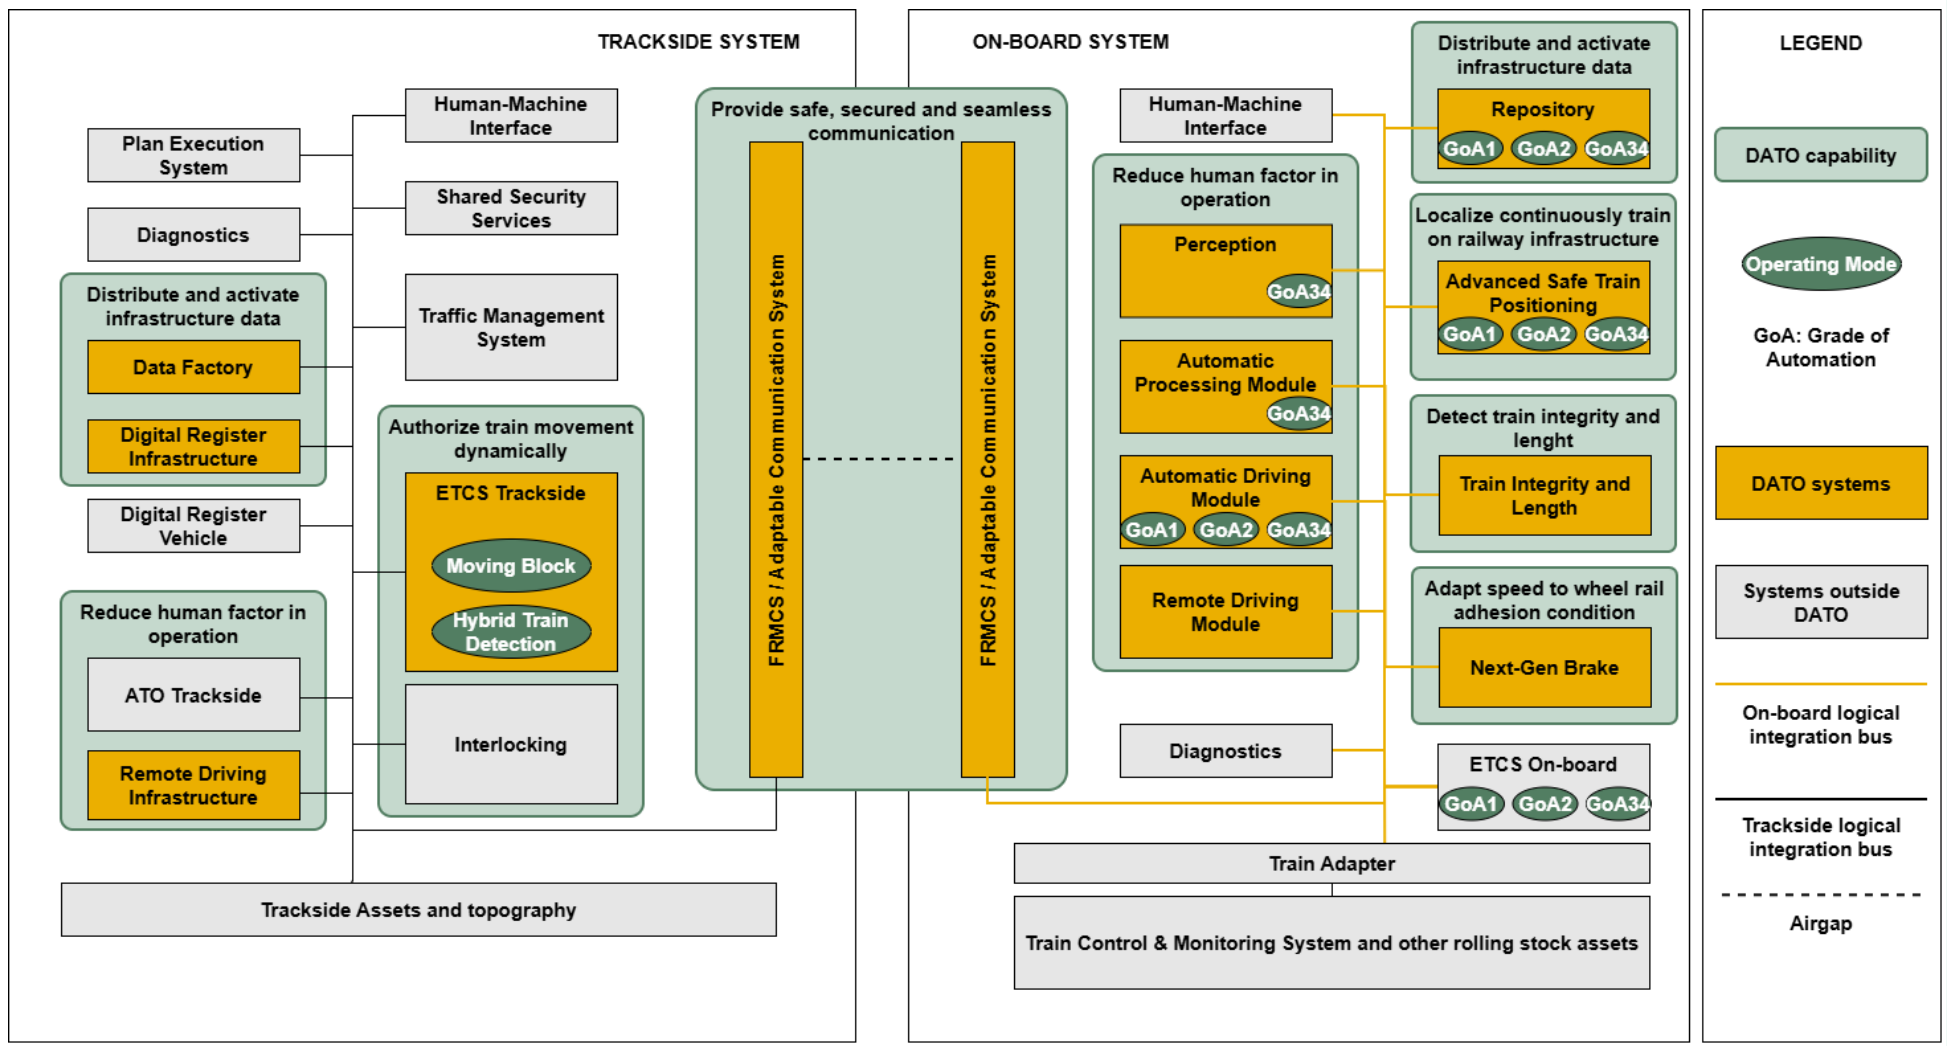 TRACKSIDE SYSTEM
Human-Machine
Interface
Plan Execution
System
Shared Security
Services
Diagnostics
Distribute and activate
infrastructure data
Data Factory
Digital Register
Infrastructure
Traffic Management
System
Digital Register
Vehicle
Authorize train movement
dynamically
ETCS Trackside
Moving Block
Hybrid Train
Detection
Interlocking
Reduce human factor in
operation
ATO Trackside
Remote Driving
Infrastructure
Trackside Assets and topography
Provide safe, secured and seamless
communication
FRMCS / Adaptable Communication System
FRMCS / Adaptable Communication System
ON-BOARD SYSTEM
Human-Machine
Interface
Reduce human factor in
operation
Perception
GoA34
Automatic
Processing Module
GoA34
Automatic Driving
Module
GoA1 GoA2 GoA34
Remote Driving
Module
Diagnostics
Distribute and activate
infrastructure data
Repository
GoA1 GoA2 GoA34
Localize continuously train
on railway infrastructure
Advanced Safe Train
Positioning
GoA1 GoA2 GoA34
Detect train integrity and
lenght
Train Integrity and
Length
Adapt speed to wheel rail
adhesion condition
Next-Gen Brake
ETCS On-board
GoA1 GoA2 GoA34
Train Adapter
Train Control & Monitoring System and other rolling stock assets
LEGEND
DATO capability
Operating Mode
GoA: Grade of
Automation
DATO systems
Systems outside
DATO
On-board logical
integration bus
Trackside logical
integration bus
Airgap